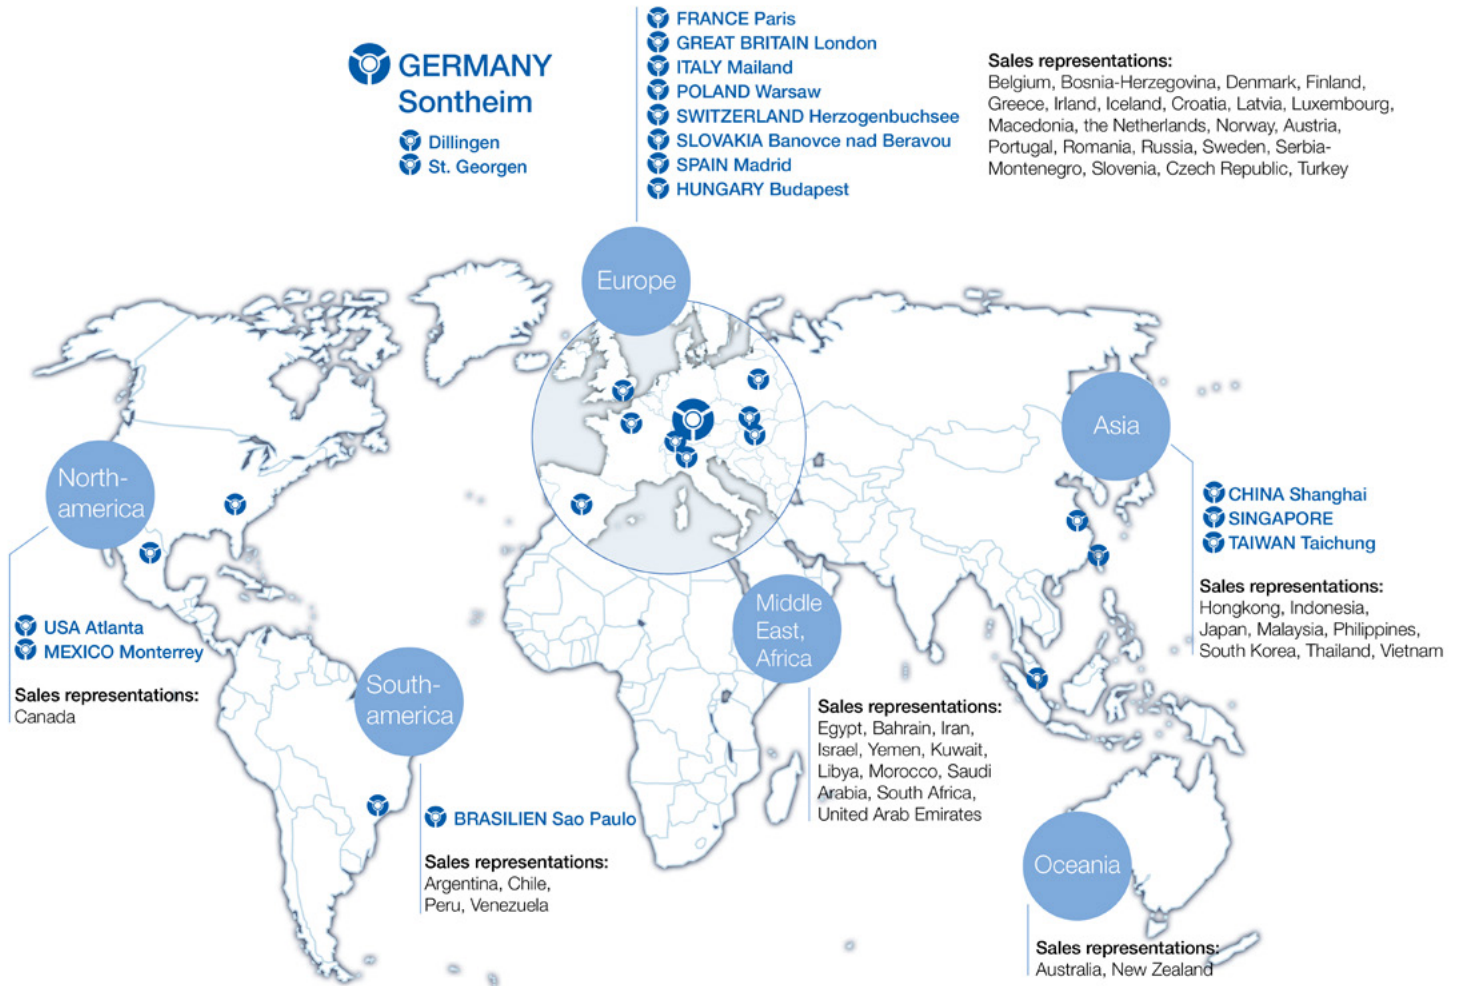 GERMANY
Sontheim
Dillingen
St. Georgen
FRANCE Paris
GREAT BRITAIN London
ITALY Mailand
POLAND Warsaw
SWITZERLAND Herzogenbuchsee
SLOVAKIA Banovce nad Beravou
SPAIN Madrid
HUNGARY Budapest
Sales representations:
Belgium, Bosnia-Herzegovina, Denmark, Finland,
Greece, Irland, Iceland, Croatia, Latvia, Luxembourg,
Macedonia, the Netherlands, Norway, Austria,
Portugal, Romania, Russia, Sweden, Serbia-
Montenegro, Slovenia, Czech Republic, Turkey
Europe
Asia
CHINA Shanghai
SINGAPORE
TAIWAN Taichung
Sales representations:
Hongkong, Indonesia,
Japan, Malaysia, Philippines,
South Korea, Thailand, Vietnam
North-
america
USA Atlanta
MEXICO Monterrey
Sales representations:
Canada
South-
america
BRASILIEN Sao Paulo
Sales representations:
Argentina, Chile,
Peru, Venezuela
Middle
East,
Africa
Sales representations:
Egypt, Bahrain, Iran,
Israel, Yemen, Kuwait,
Libya, Morocco, Saudi
Arabia, South Africa,
United Arab Emirates
Oceania
Sales representations:
Australia, New Zealand